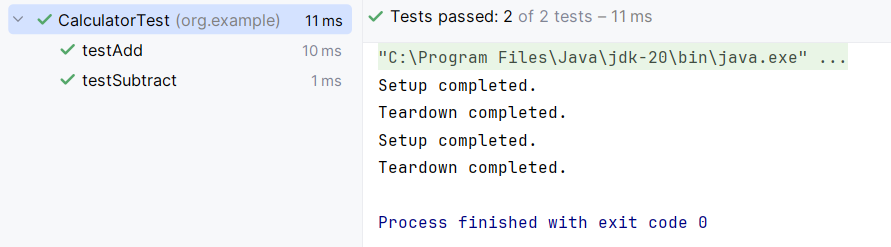 CalculatorTest (org.example) 11 ms
testAdd 10 ms
testSubtract 1 ms
Tests passed: 2 of 2 tests – 11 ms
"C:\Program Files\Java\jdk-20\bin\java.exe" ...
Setup completed.
Teardown completed.
Setup completed.
Teardown completed.
Process finished with exit code 0